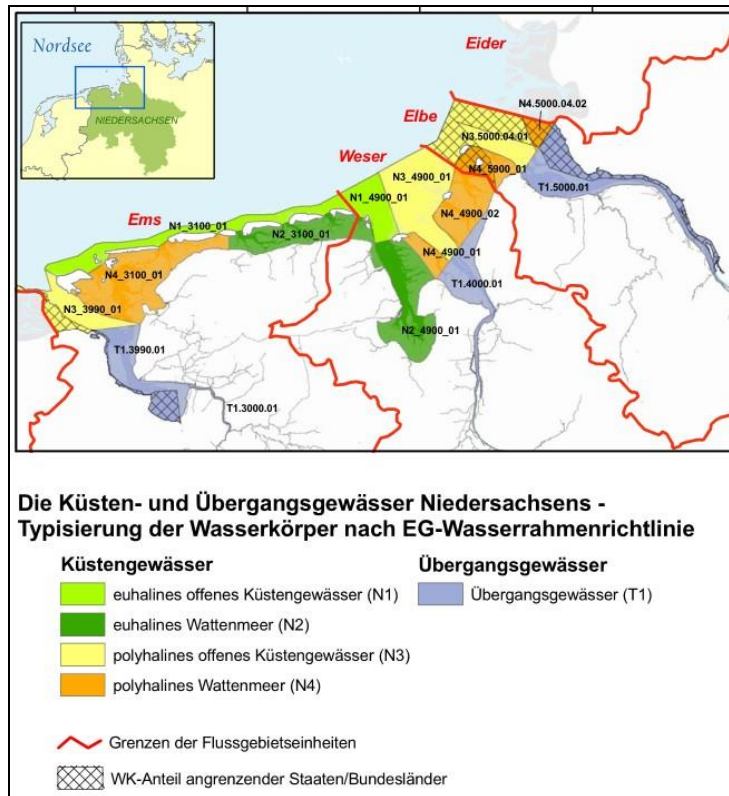 Nordsee
NIEDERSACHSEN
Eider
Elbe
Weser
Ems
N4.5000.04.02
N3.5000.04.01
N4_5900_01
T1.5000.01
N3_4900_01
N1_4900_01
N4_4900_02
N1_3100_01
N2_3100_01
N4_4900_01
T1.4000.01
N4_3100_01
N3_3990_01
N2_4900_01
T1.3990.01
T1.3000.01
Die Küsten- und Übergangsgewässer Niedersachsens -
Typisierung der Wasserkörper nach EG-Wasserrahmenrichtlinie
Küstengewässer
euhalines offenes Küstengewässer (N1)
euhalines Wattenmeer (N2)
polyhalines offenes Küstengewässer (N3)
polyhalines Wattenmeer (N4)
Übergangsgewässer
Übergangsgewässer (T1)
Grenzen der Flussgebietseinheiten
WK-Anteil angrenzender Staaten/Bundesländer